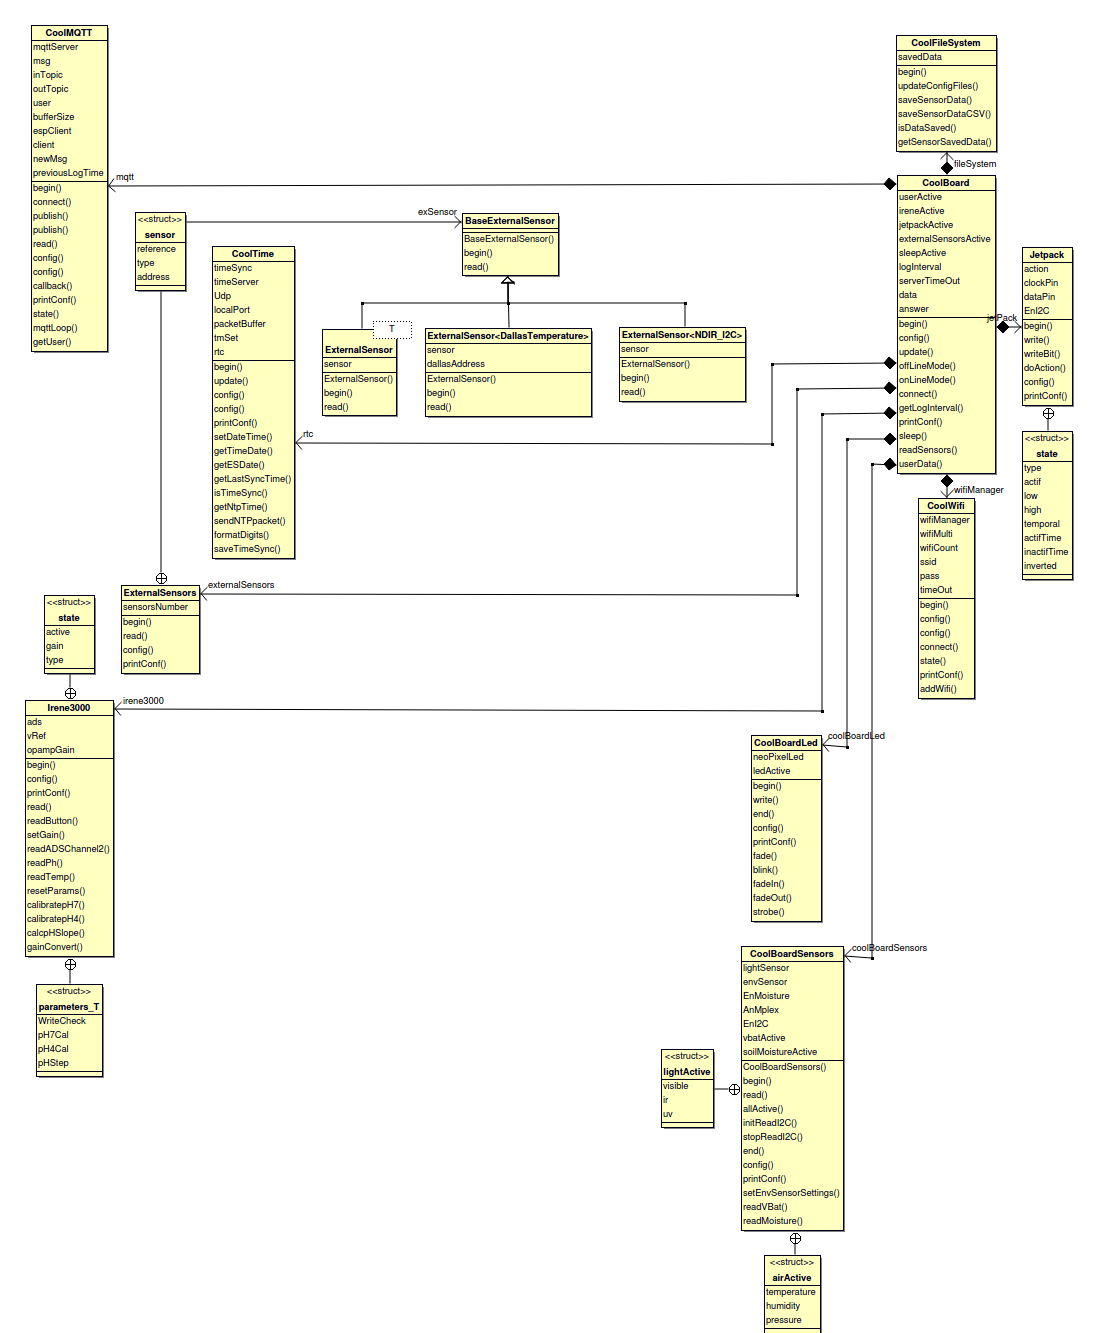 CoolMQTT
mqttServer
msg
inTopic
outTopic
user
bufferSize
espClient
client
newMsg
previousLogTime
begin()
connect()
publish()
publish()
read()
config()
config()
callback()
printConf()
state()
mqttLoop()
getUser()
mqtt
CoolFileSystem
savedData
begin()
updateConfigFiles()
saveSensorData()
saveSensorDataCSV()
isDataSaved()
getSensorSavedData()
fileSystem
CoolBoard
userActive
ireneActive
jetpackActive
externalSensorsActive
sleepActive
logInterval
serverTimeOut
data
answer
begin()
config()
update()
offLineMode()
onLineMode()
connect()
getLogInterval()
printConf()
sleep()
readSensors()
userData()
jetPack
Jetpack
action
clockPin
dataPin
EnI2C
begin()
write()
writeBit()
doAction()
config()
printConf()
<<struct>>
state
type
actif
low
high
temporal
actifTime
inactifTime
inverted
<<struct>>
sensor
reference
type
address
exSensor
BaseExternalSensor
BaseExternalSensor()
begin()
read()
CoolTime
timeSync
timeServer
Udp
localPort
packetBuffer
tmSet
rtc
begin()
update()
config()
config()
printConf()
setDateTime()
getTimeDate()
getESDate()
getLastSyncTime()
isTimeSync()
getNtpTime()
sendNTPpacket()
formatDigits()
saveTimeSync()
rtc
T
ExternalSensor
sensor
ExternalSensor()
begin()
read()
ExternalSensor<DallasTemperature>
sensor
dallasAddress
ExternalSensor()
begin()
read()
ExternalSensor<NDIR_I2C>
sensor
ExternalSensor()
begin()
read()
wifiManager
CoolWifi
wifiManager
wifiMulti
wifiCount
ssid
pass
timeOut
begin()
config()
config()
connect()
state()
printConf()
addWifi()
externalSensors
ExternalSensors
sensorsNumber
begin()
read()
config()
printConf()
<<struct>>
state
active
gain
type
irene3000
Irene3000
ads
vRef
opampGain
begin()
config()
printConf()
read()
readButton()
setGain()
readADSChannel2()
readPh()
readTemp()
resetParams()
calibratepH7()
calibratepH4()
calcpHSlope()
gainConvert()
<<struct>>
parameters_T
WriteCheck
pH7Cal
pH4Cal
pHStep
coolBoardLed
CoolBoardLed
neoPixelLed
ledActive
begin()
write()
end()
config()
printConf()
fade()
blink()
fadeIn()
fadeOut()
strobe()
coolBoardSensors
CoolBoardSensors
lightSensor
envSensor
EnMoisture
AnMplex
EnI2C
vbatActive
soilMoistureActive
CoolBoardSensors()
begin()
read()
allActive()
initReadI2C()
stopReadI2C()
end()
config()
printConf()
setEnvSensorSettings()
readVBat()
readMoisture()
<<struct>>
lightActive
visible
ir
uv
<<struct>>
airActive
temperature
humidity
pressure